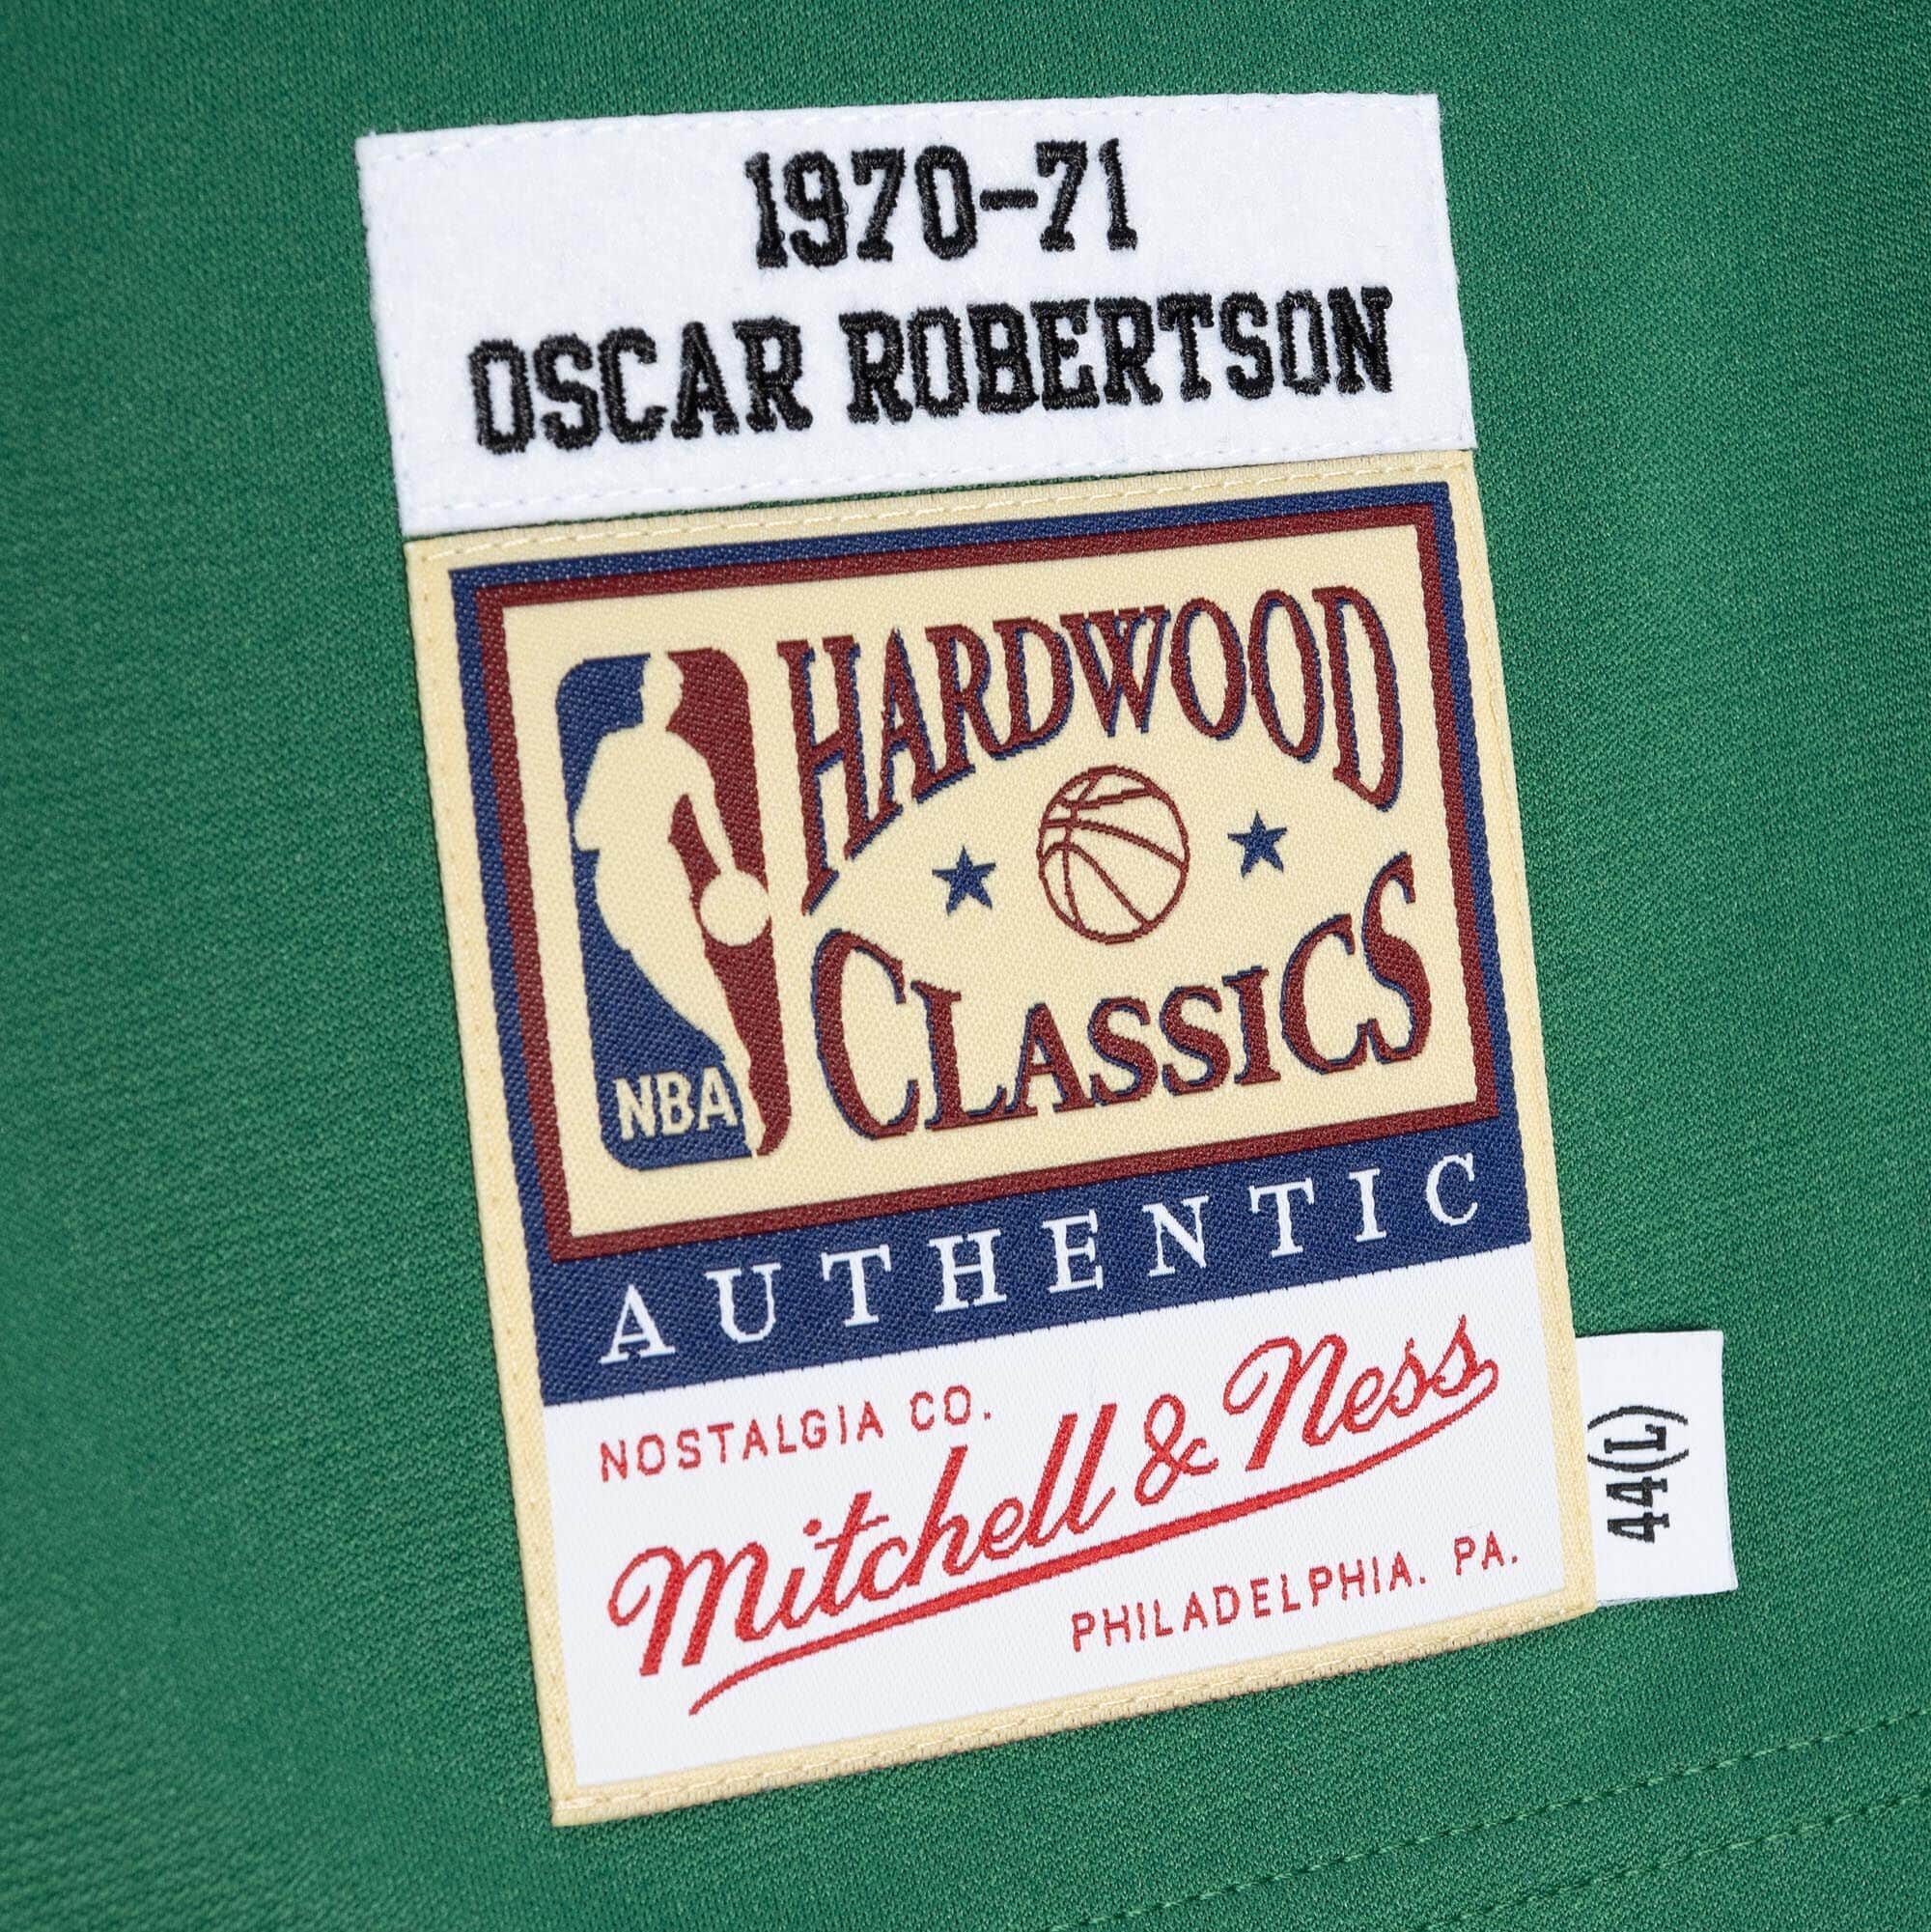 1970-71
OSCAR ROBERTSON
HARDWOOD
CLASSICS
NBA
AUTHENTIC
NOSTALGIA CO.
Mitchell & Ness
PHILADELPHIA. PA.
44(L)